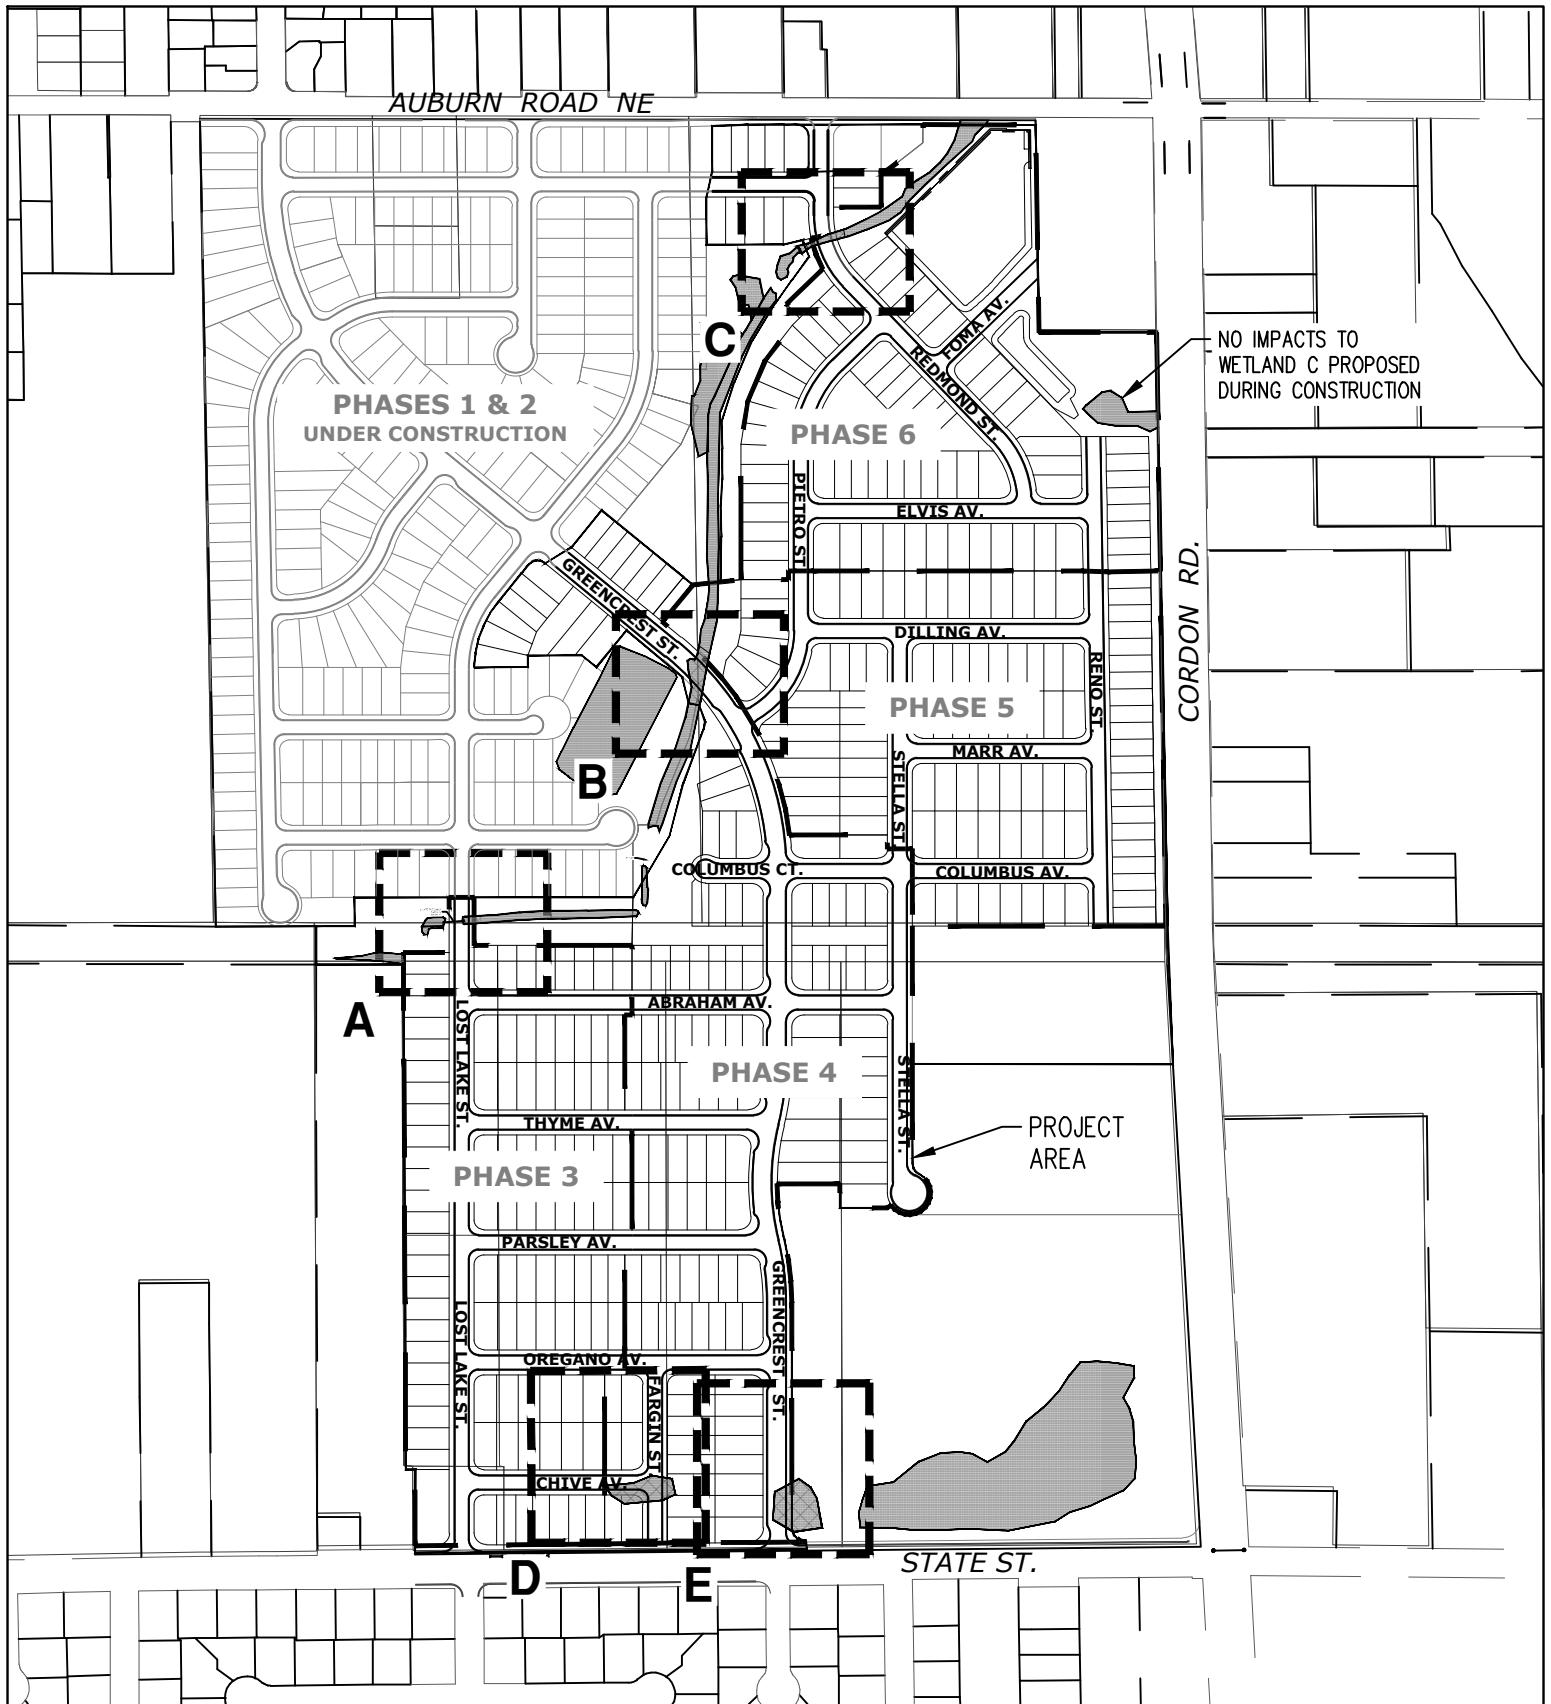 AUBURN ROAD NE
C
NO IMPACTS TO
WETLAND C PROPOSED
DURING CONSTRUCTION
FOMA AV.
REDMOND ST.
PHASES 1 & 2
UNDER CONSTRUCTION
PHASE 6
PIETRO ST
ELVIS AV.
CORDON RD.
GREENCREST ST.
DILLING AV.
RENO ST.
PHASE 5
MARR AV.
STELLA ST.
B
COLUMBUS CT.
COLUMBUS AV.
A
ABRAHAM AV.
LOST LAKE ST.
PHASE 4
STELLA ST.
THYME AV.
PROJECT
AREA
PHASE 3
PARSLEY AV.
GREENCREST ST.
LOST LAKE ST.
OREGANO AV.
FARGIN ST.
CHIVE AV.
STATE ST.
D
E